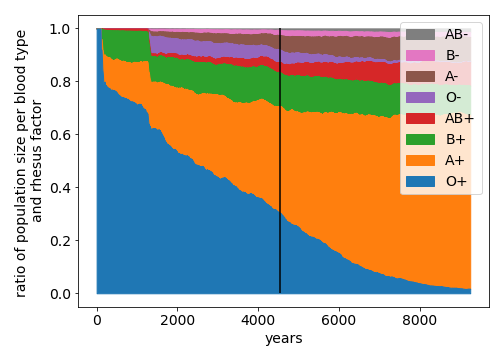 ratio of population size per blood type
and rhesus factor
1.0
0.8
0.6
0.4
0.2
0.0
0
2000
4000
6000
8000
years
AB-
B-
A-
O-
AB+
B+
A+
O+